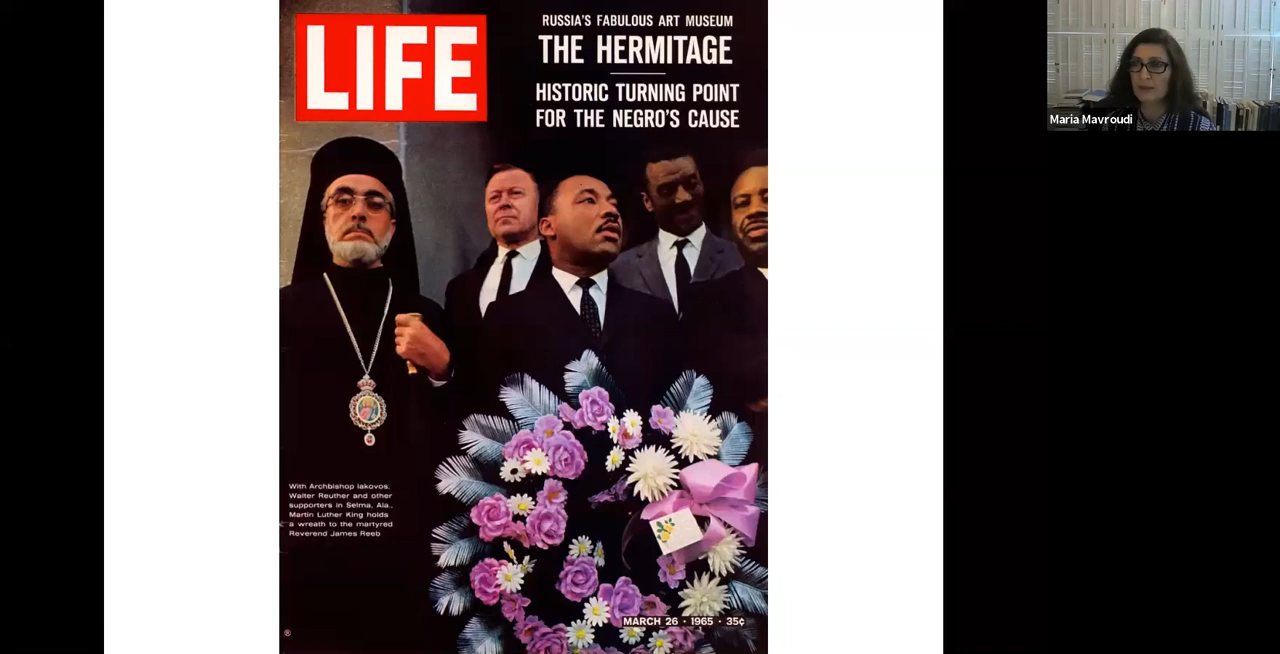 LIFE
RUSSIA'S FABULOUS ART MUSEUM
THE HERMITAGE
HISTORIC TURNING POINT
FOR THE NEGRO'S CAUSE
Maria Mavroudi
With Archbishop Iakovos,
Walter Reuther and other
supporters in Selma, Ala.,
Martin Luther King holds
a wreath to the martyred
Reverend James Reeb
MARCH 26 · 1965 · 35¢
®